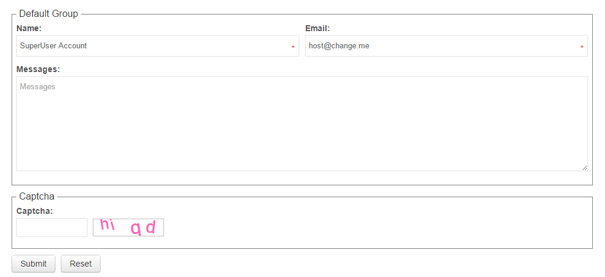 Default Group
Name: Email:
SuperUser Account * host@change.me *
Messages:
Messages
Captcha
Captcha:
hi qd
Submit Reset